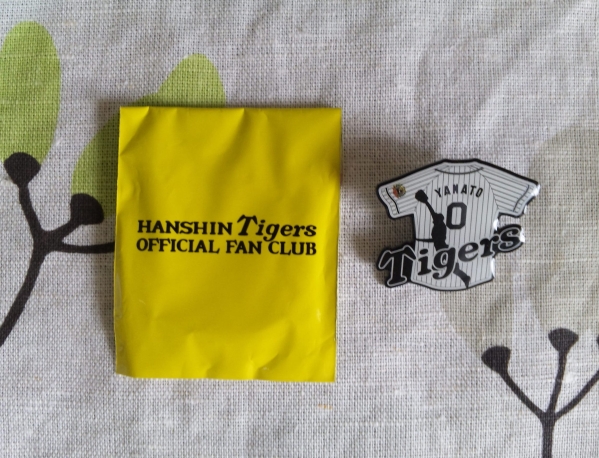 HANSHIN Tigers
OFFICIAL FAN CLUB
YAMATO
0
Tigers